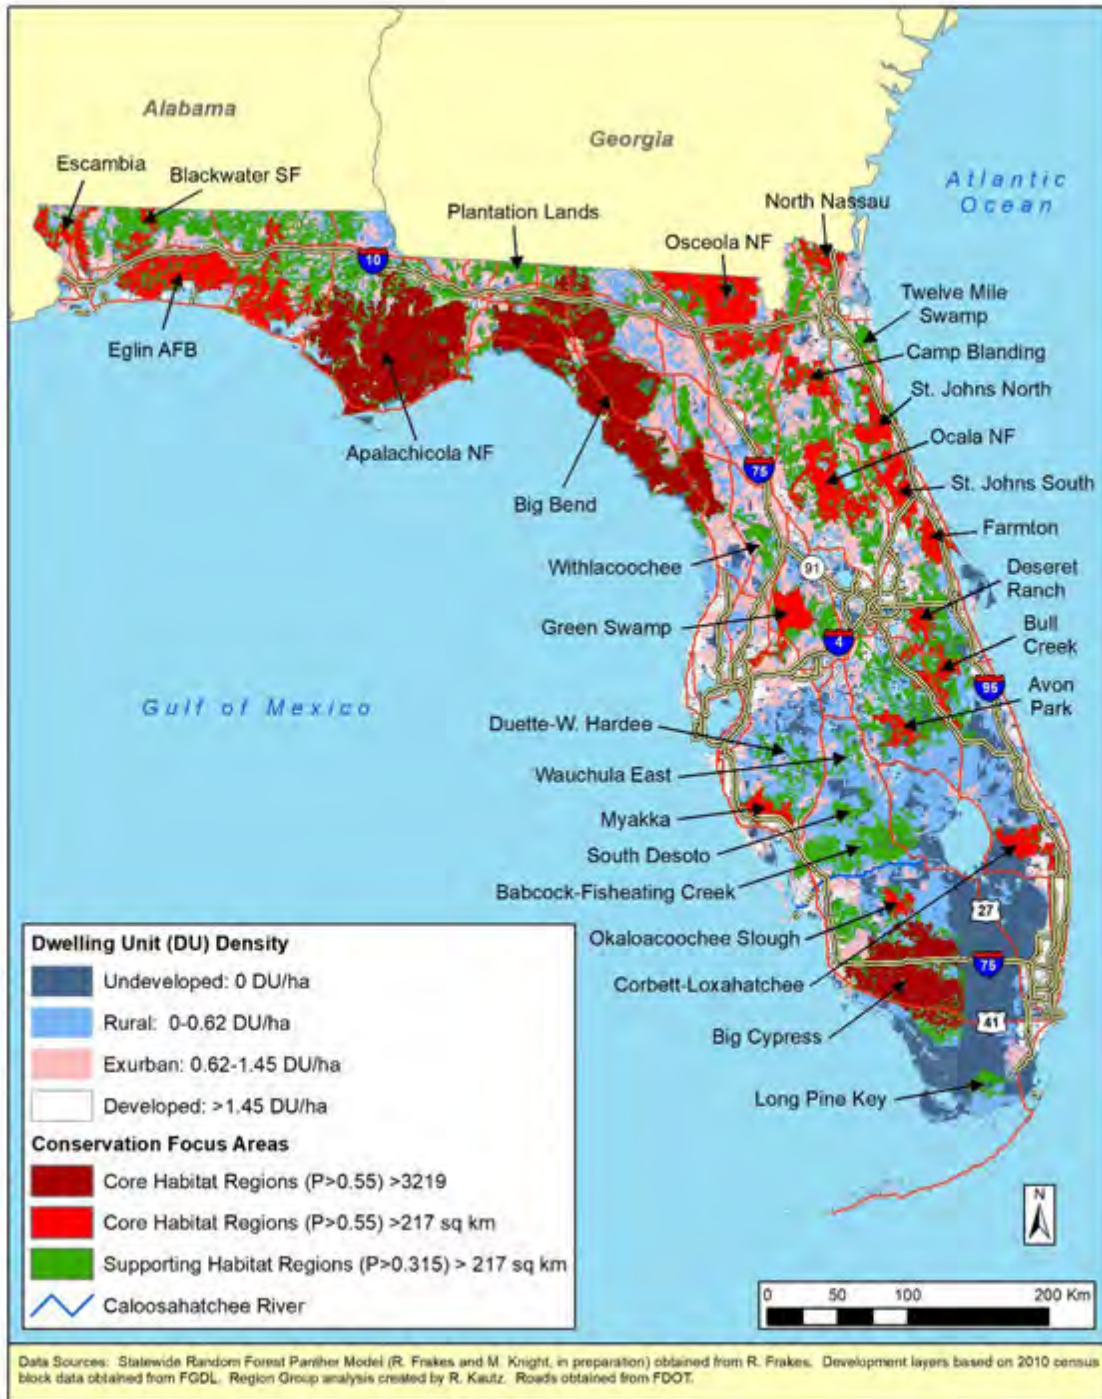 Alabama
Georgia
Escambia
Blackwater SF
Plantation Lands
Osceola NF
North Nassau
Atlantic
Ocean
10
Twelve Mile
Swamp
Eglin AFB
Camp Blanding
St. Johns North
Apalachicola NF
Ocala NF
75
St. Johns South
Big Bend
Farmton
Withlacoochee
91
Deseret
Ranch
Green Swamp
4
Bull
Creek
Gulf of Mexico
95
Avon
Park
Duette-W. Hardee
Wauchula East
Myakka
South Desoto
Babcock-Fisheating Creek
27
Okaloacoochee Slough
75
Corbett-Loxahatchee
41
Big Cypress
Long Pine Key
Dwelling Unit (DU) Density
Undeveloped: 0 DU/ha
Rural: 0-0.62 DU/ha
Exurban: 0.62-1.45 DU/ha
Developed: >1.45 DU/ha
Conservation Focus Areas
Core Habitat Regions (P>0.55) >3219
Core Habitat Regions (P>0.55) >217 sq km
Supporting Habitat Regions (P>0.315) > 217 sq km
Caloosahatchee River
N
0 50 100 200 Km
Data Sources: Statewide Random Forest Panther Model (R. Frakes and M. Knight, in preparation) obtained from R. Frakes. Development layers based on 2010 census
block data obtained from FGDL. Region Group analysis created by R. Kautz. Roads obtained from FDOT.